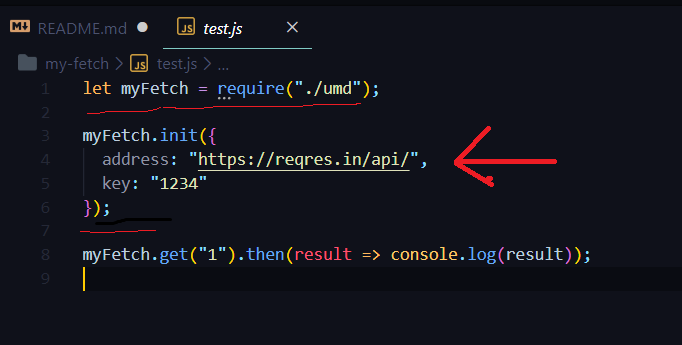 README.md
test.js
my-fetch > test.js > ...
1 let myFetch = require("./umd");
2
3 myFetch.init({
4   address: "https://reqres.in/api/",
5   key: "1234"
6 });
7
8 myFetch.get("1").then(result => console.log(result));
9